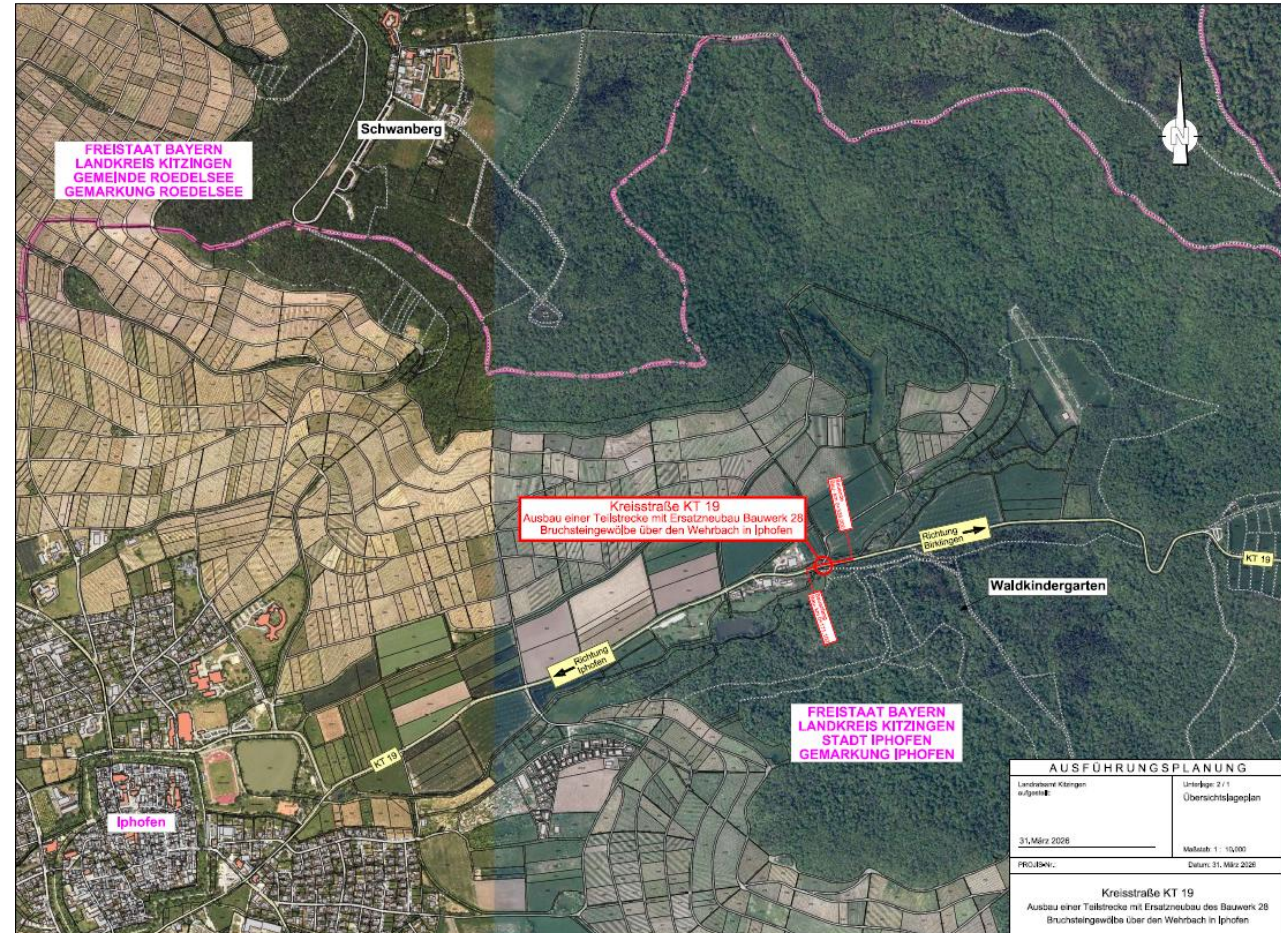 Schwanberg
FREISTAAT BAYERN
LANDKREIS KITZINGEN
GEMEINDE ROEDELSEE
GEMARKUNG ROEDELSEE
N
Kreisstraße KT 19
Ausbau einer Teilstrecke mit Ersatzneubau Bauwerk 28
Bruchsteingewölbe über den Wehrbach in Iphofen
Richtung
Birklingen
KT 19
Waldkindergarten
Richtung
Iphofen
KT 19
FREISTAAT BAYERN
LANDKREIS KITZINGEN
STADT IPHOFEN
GEMARKUNG IPHOFEN
Iphofen
AUSFÜHRUNGSPLANUNG
Landratsamt Kitzingen
aufgestellt:
31. März 2026
Unterlage: 2 / 1
Übersichtslageplan
Maßstab: 1 : 10.000
PROJIS-Nr.:
Datum: 31. März 2026
Kreisstraße KT 19
Ausbau einer Teilstrecke mit Ersatzneubau des Bauwerk 28
Bruchsteingewölbe über den Wehrbach in Iphofen